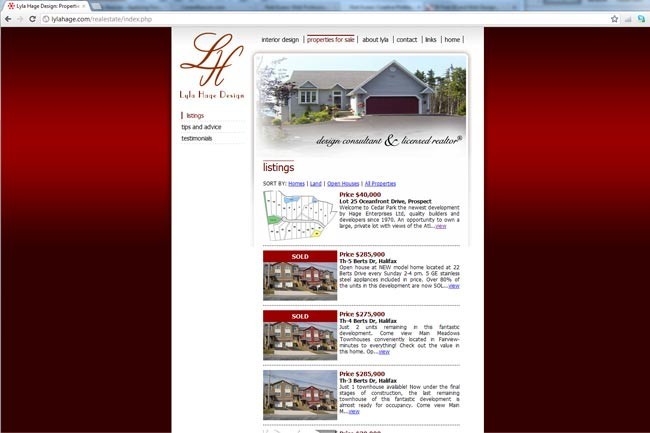 Lyla Hage Design: Properti
lylahage.com/realestate/index.php
LH
Lyla Hage Design
interior design | properties for sale | about lyla | contact | links | home |
listings
tips and advice
testimonials
design consultant & licensed realtor®
listings
SORT BY: Homes | Land | Open Houses | All Properties
Price $40,000
Lot 25 Oceanfront Drive, Prospect
Welcome to Cedar Park the newest development
by Hage Enterprises Ltd, quality builders and
developers since 1970. An opportunity to own a
large, private lot with views of the Atl...view
SOLD
Price $285,900
Th-5 Berts Dr, Halifax
Open house at NEW model home located at 22
Berts Drive every Sunday 2-4 pm. 5 GE stainless
steel appliances included in price. Over 80% of
the units in this development are now SOL...view
SOLD
Price $275,900
Th-4 Berts Dr, Halifax
Just 2 units remaining in this fantastic
development. Come view Main Meadows
Townhouses conveniently located in Fairview-
minutes to everything! Check out the value in
this home. Op...view
Price $285,900
Th-3 Berts Dr, Halifax
Just 1 townhouse available! Now under the final
stages of construction, the last remaining
townhouse of this fantastic development is
almost ready for occupancy. Come view Main
M...view